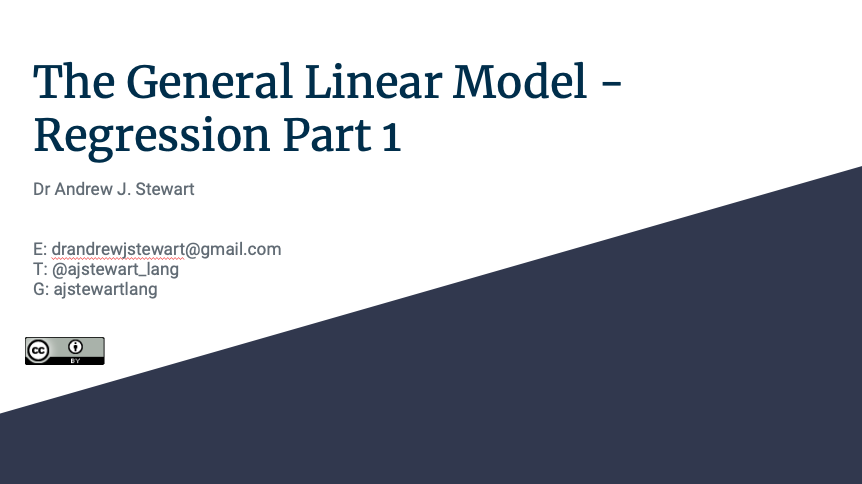 The General Linear Model -
Regression Part 1
Dr Andrew J. Stewart
E: drandrewjstewart@gmail.com
T: @ajstewart_lang
G: ajstewartlang
cc
BY